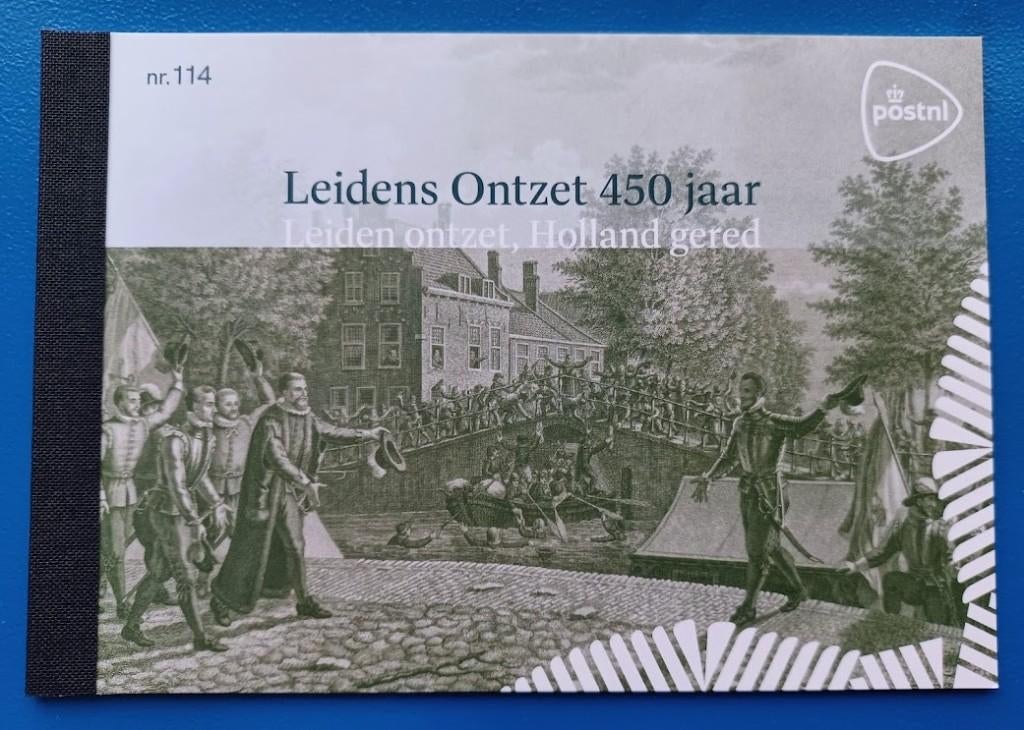 nr.114
postnl
Leidens Ontzet 450 jaar
Leiden ontzet, Holland gered